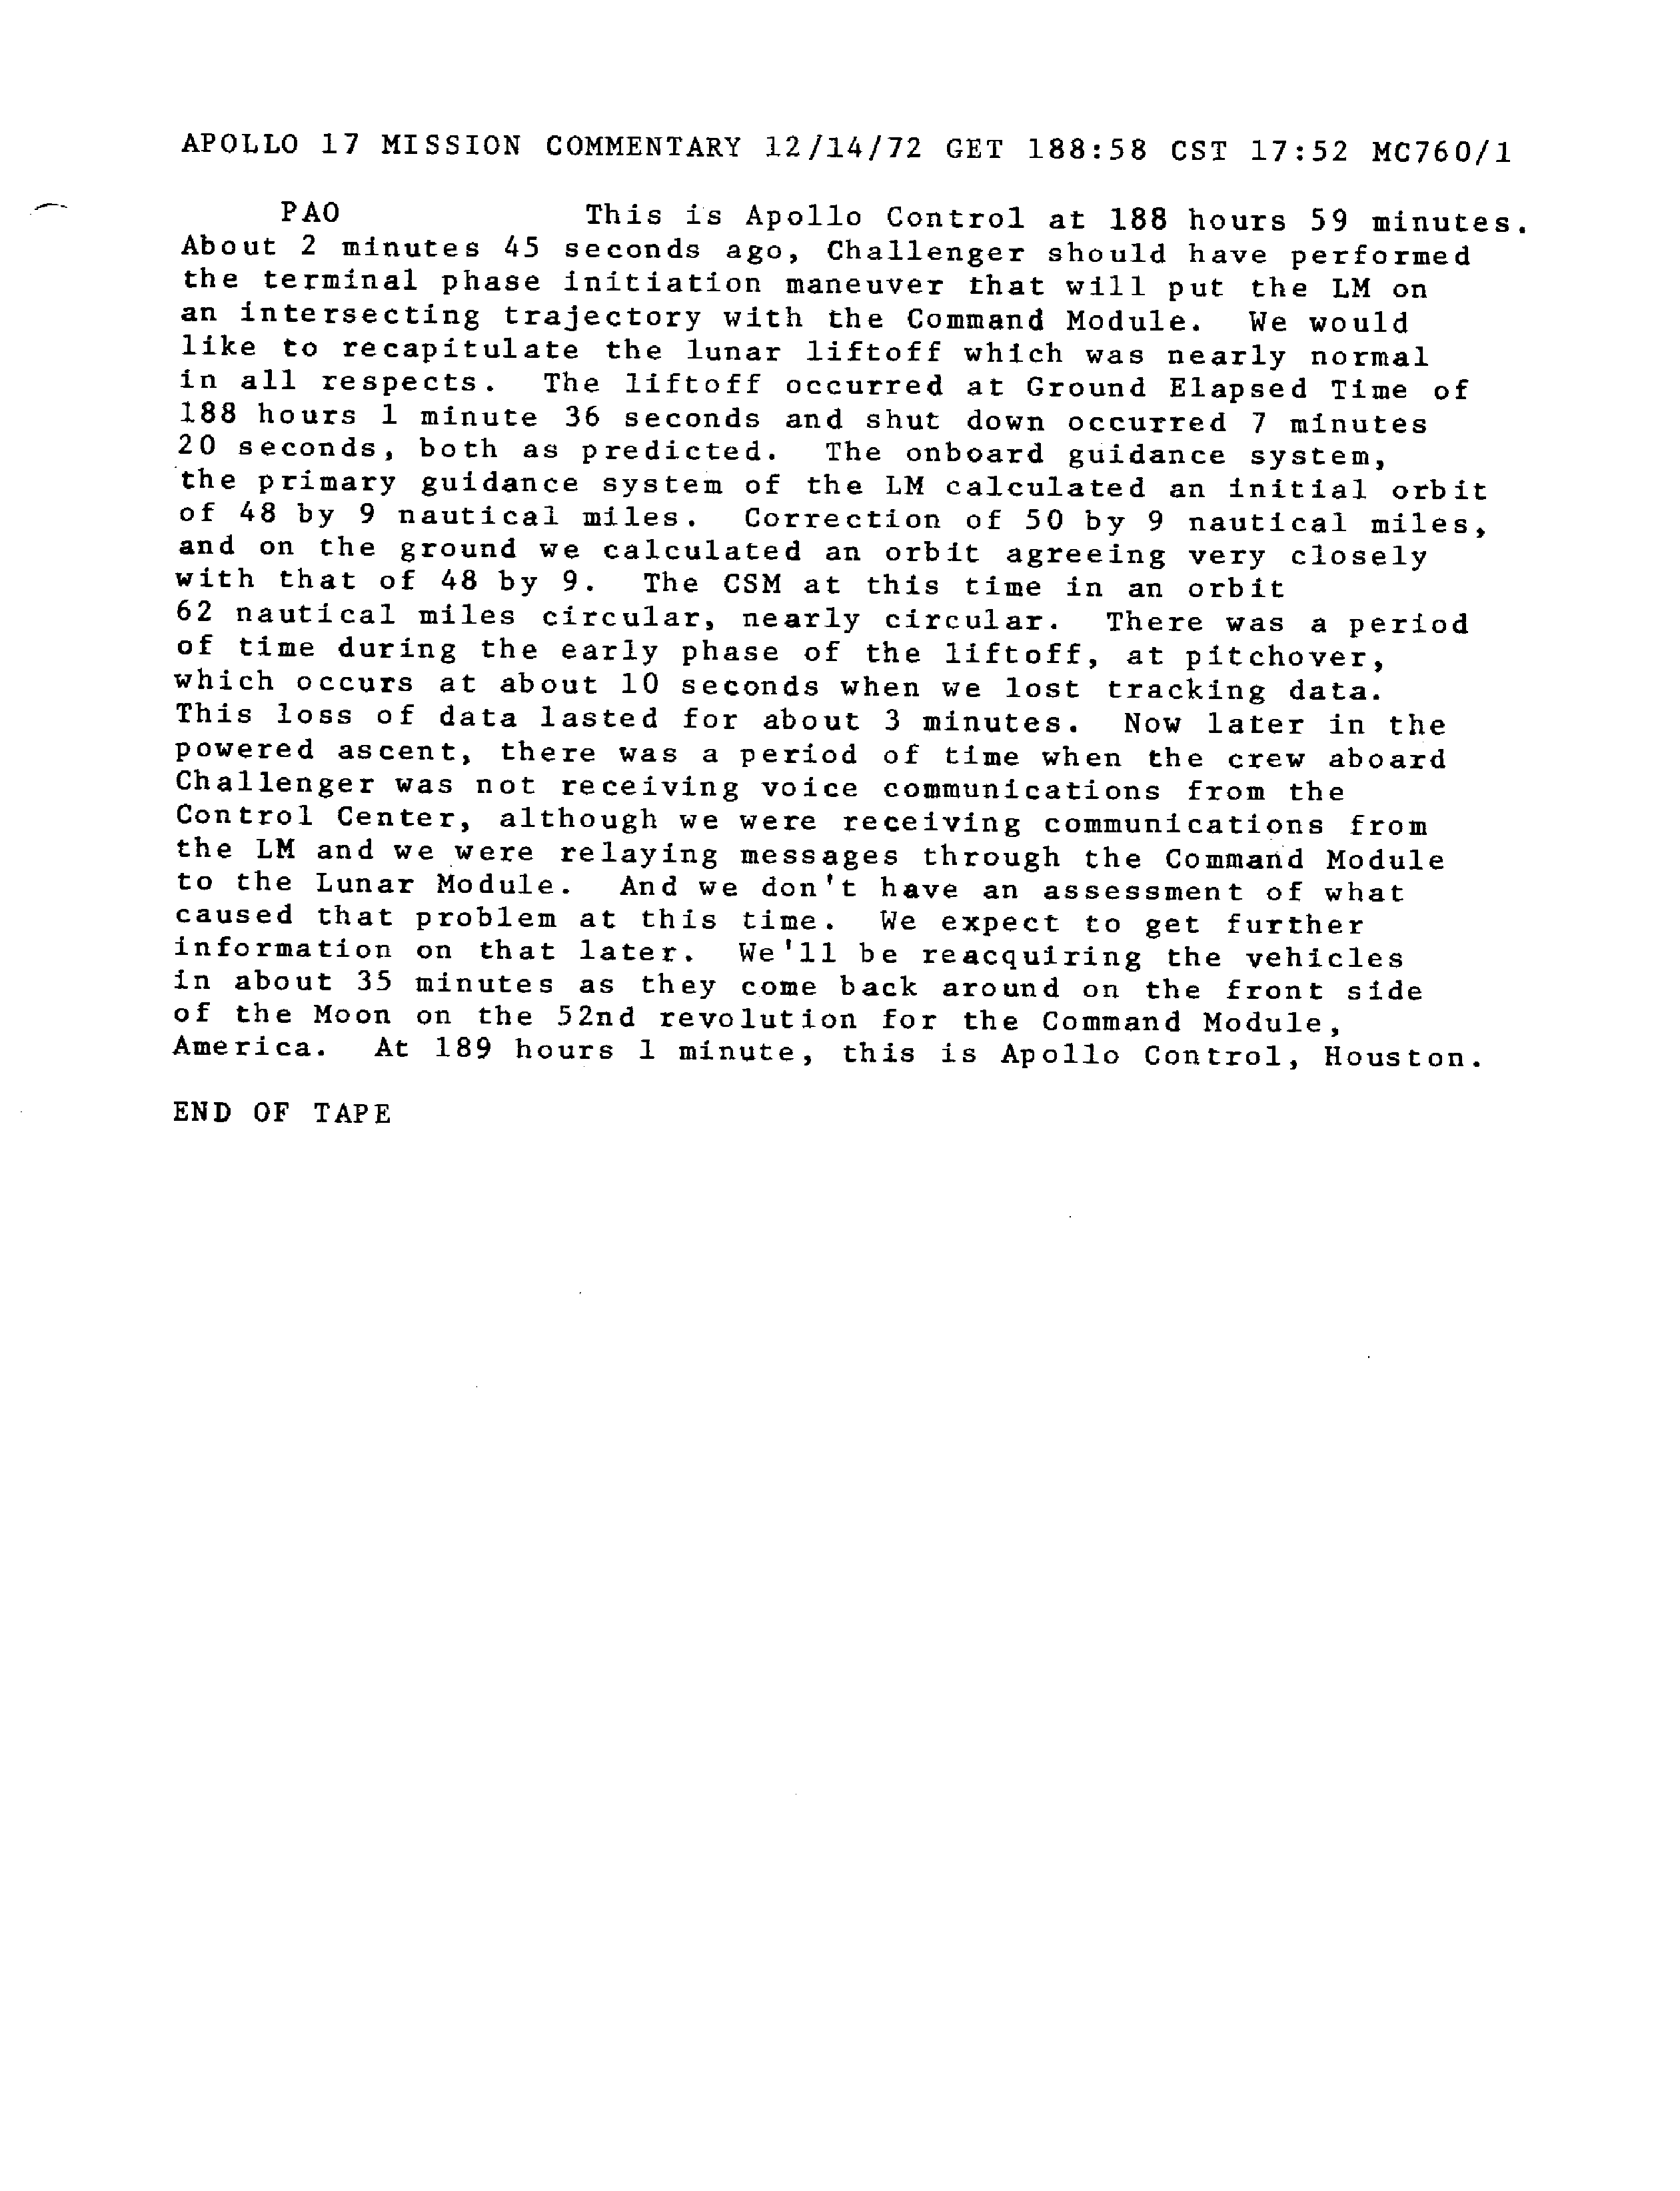 APOLLO 17 MISSION COMMENTARY 12/14/72 GET 188:58 CST 17:52 MC760/1
PAO This is Apollo Control at 188 hours 59 minutes.
About 2 minutes 45 seconds ago, Challenger should have performed
the terminal phase initiation maneuver that will put the LM on
an intersecting trajectory with the Command Module. We would
like to recapitulate the lunar liftoff which was nearly normal
in all respects. The liftoff occurred at Ground Elapsed Time of
188 hours 1 minute 36 seconds and shut down occurred 7 minutes
20 seconds, both as predicted. The onboard guidance system,
the primary guidance system of the LM calculated an initial orbit
of 48 by 9 nautical miles. Correction of 50 by 9 nautical miles,
and on the ground we calculated an orbit agreeing very closely
with that of 48 by 9. The CSM at this time in an orbit
62 nautical miles circular, nearly circular. There was a period
of time during the early phase of the liftoff, at pitchover,
which occurs at about 10 seconds when we lost tracking data.
This loss of data lasted for about 3 minutes. Now later in the
powered ascent, there was a period of time when the crew aboard
Challenger was not receiving voice communications from the
Control Center, although we were receiving communications from
the LM and we were relaying messages through the Command Module
to the Lunar Module. And we don't have an assessment of what
caused that problem at this time. We expect to get further
information on that later. We'll be reacquiring the vehicles
in about 35 minutes as they come back around on the front side
of the Moon on the 52nd revolution for the Command Module,
America. At 189 hours 1 minute, this is Apollo Control, Houston.
END OF TAPE